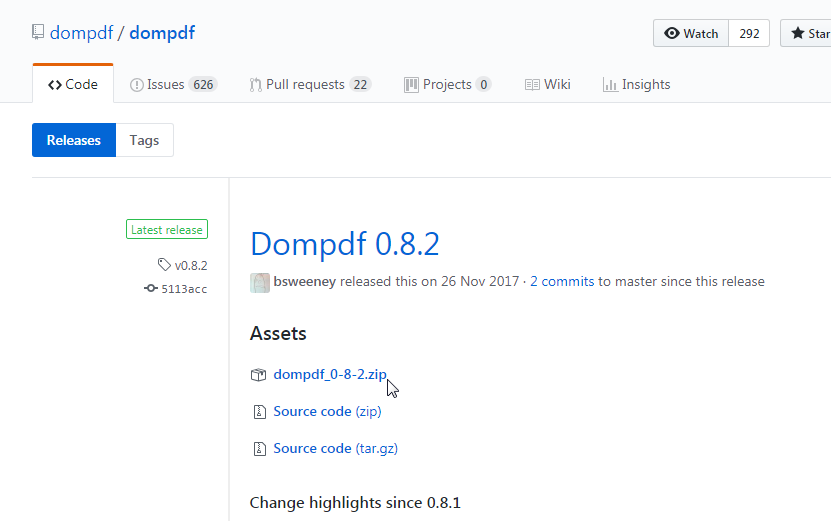 dompdf / dompdf
Watch 292 Star
Code Issues 626 Pull requests 22 Projects 0 Wiki Insights
Releases Tags
Latest release
v0.8.2
5113acc
Dompdf 0.8.2
bsweeney released this on 26 Nov 2017 · 2 commits to master since this release
Assets
dompdf_0-8-2.zip
Source code (zip)
Source code (tar.gz)
Change highlights since 0.8.1